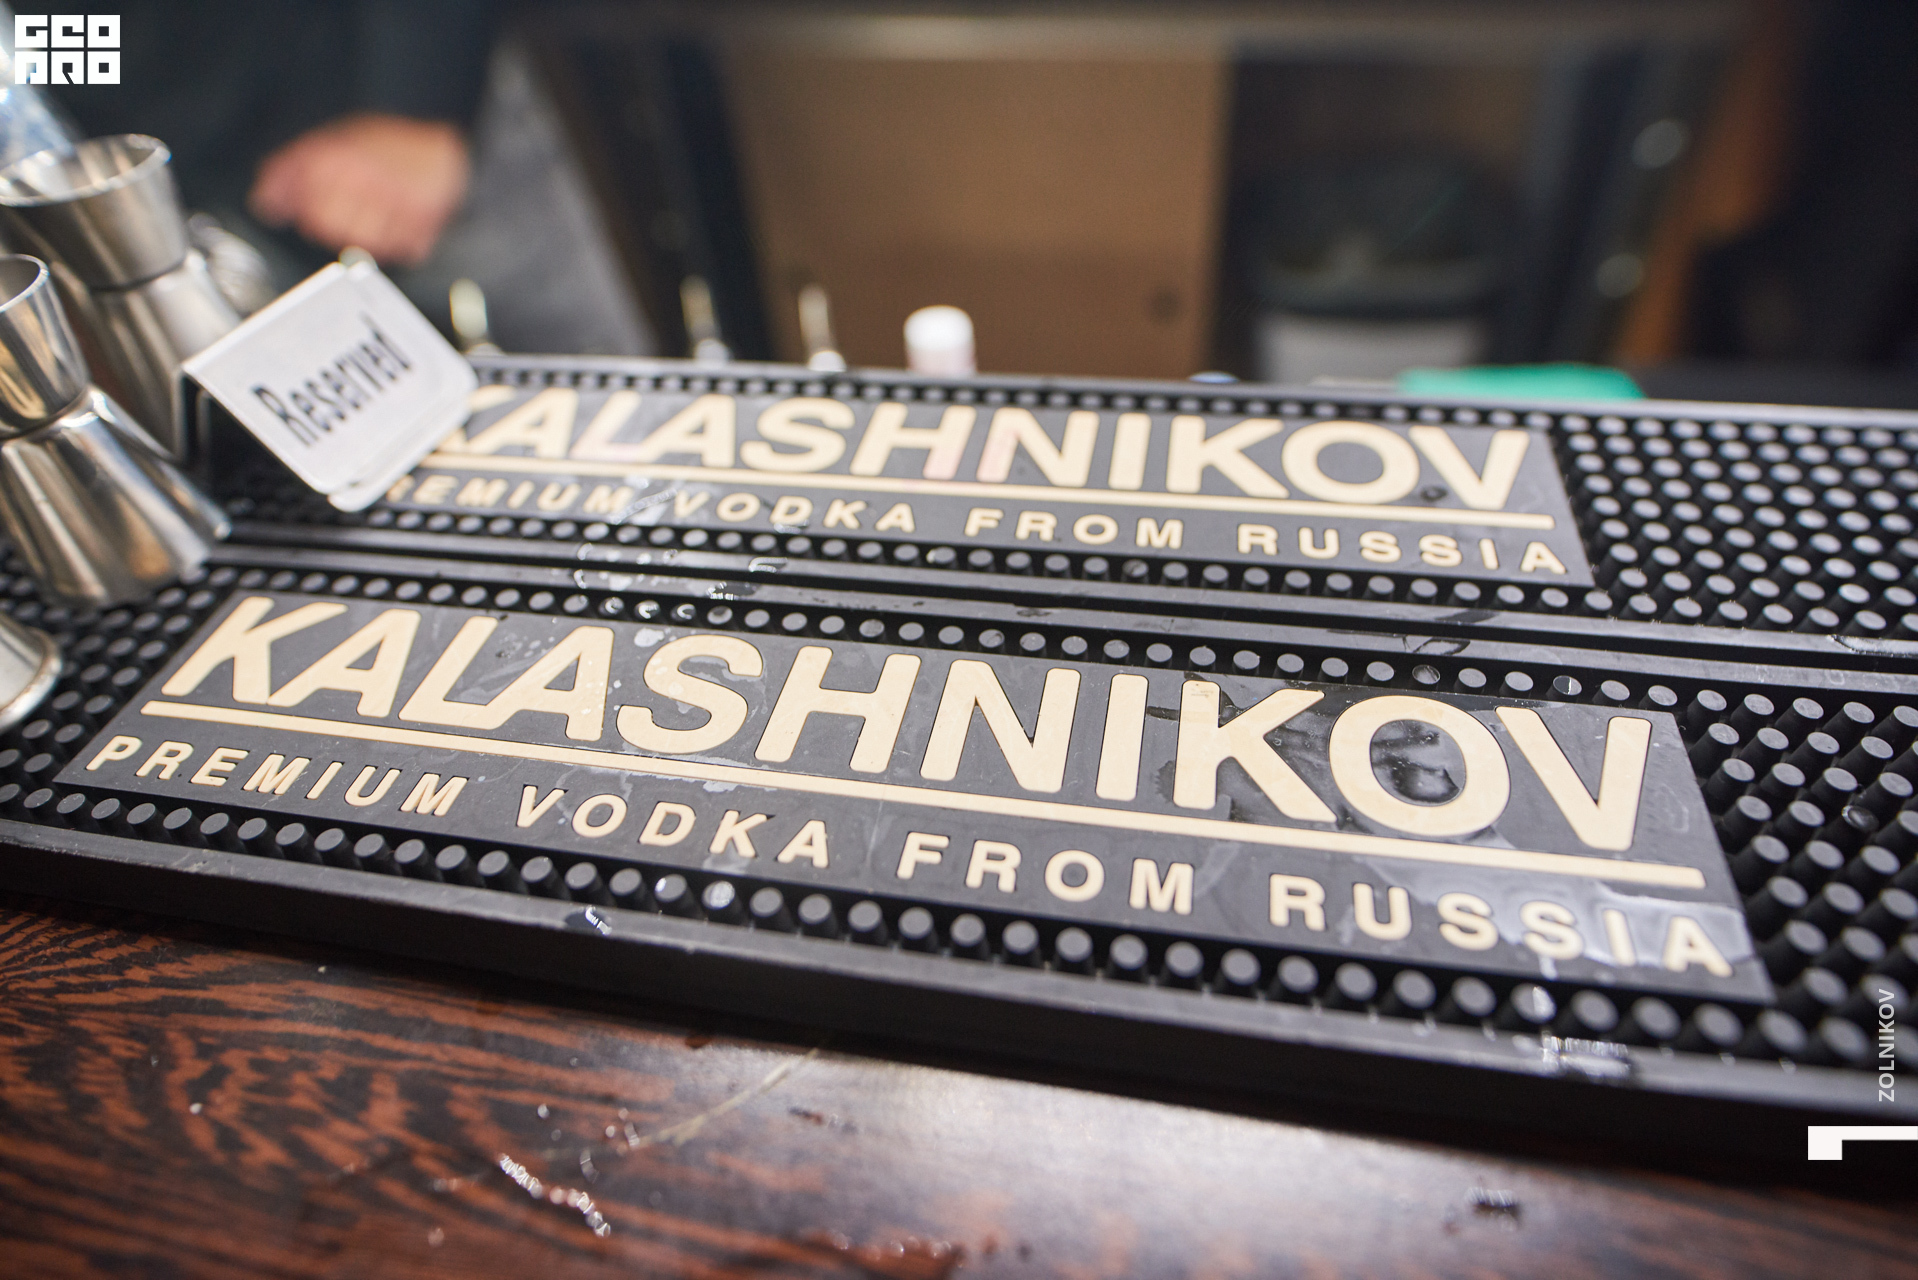 GEO
PRO
Reserved
KALASHNIKOV
PREMIUM VODKA FROM RUSSIA
KALASHNIKOV
PREMIUM VODKA FROM RUSSIA
ZOLNIKOV